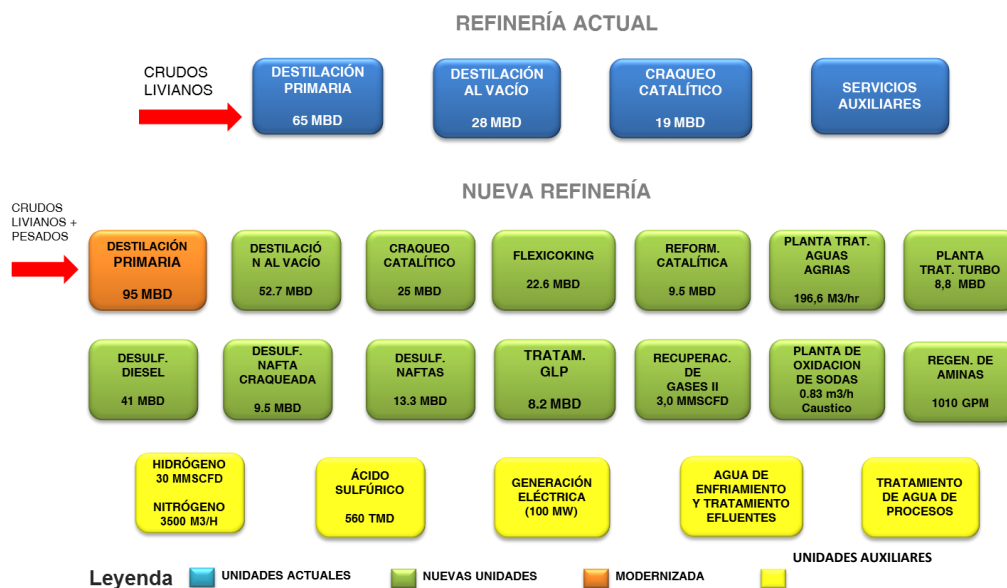 REFINERÍA ACTUAL
CRUDOS
LIVIANOS
DESTILACIÓN
PRIMARIA
65 MBD
DESTILACIÓN
AL VACÍO
28 MBD
CRAQUEO
CATALÍTICO
19 MBD
SERVICIOS
AUXILIARES
NUEVA REFINERÍA
CRUDOS
LIVIANOS +
PESADOS
DESTILACIÓN
PRIMARIA
95 MBD
DESTILACIÓ
N AL VACÍO
52.7 MBD
CRAQUEO
CATALÍTICO
25 MBD
FLEXICOKING
22.6 MBD
REFORM.
CATALÍTICA
9.5 MBD
PLANTA TRAT.
AGUAS
AGRIAS
196,6 M3/hr
PLANTA
TRAT. TURBO
8,8 MBD
DESULF.
DIESEL
41 MBD
DESULF.
NAFTA
CRAQUEADA
9.5 MBD
DESULF.
NAFTAS
13.3 MBD
TRATAM.
GLP
8.2 MBD
RECUPERAC.
DE
GASES II
3,0 MMSCFD
PLANTA DE
OXIDACION
DE SODAS
0.83 m3/h
Caustico
REGEN. DE
AMINAS
1010 GPM
HIDRÓGENO
30 MMSCFD
NITRÓGENO
3500 M3/H
ÁCIDO
SULFÚRICO
560 TMD
GENERACIÓN
ELÉCTRICA
(100 MW)
AGUA DE
ENFRIAMIENTO
Y TRATAMIENTO
EFLUENTES
TRATAMIENTO
DE AGUA DE
PROCESOS
Leyenda
UNIDADES ACTUALES
NUEVAS UNIDADES
MODERNIZADA
UNIDADES AUXILIARES